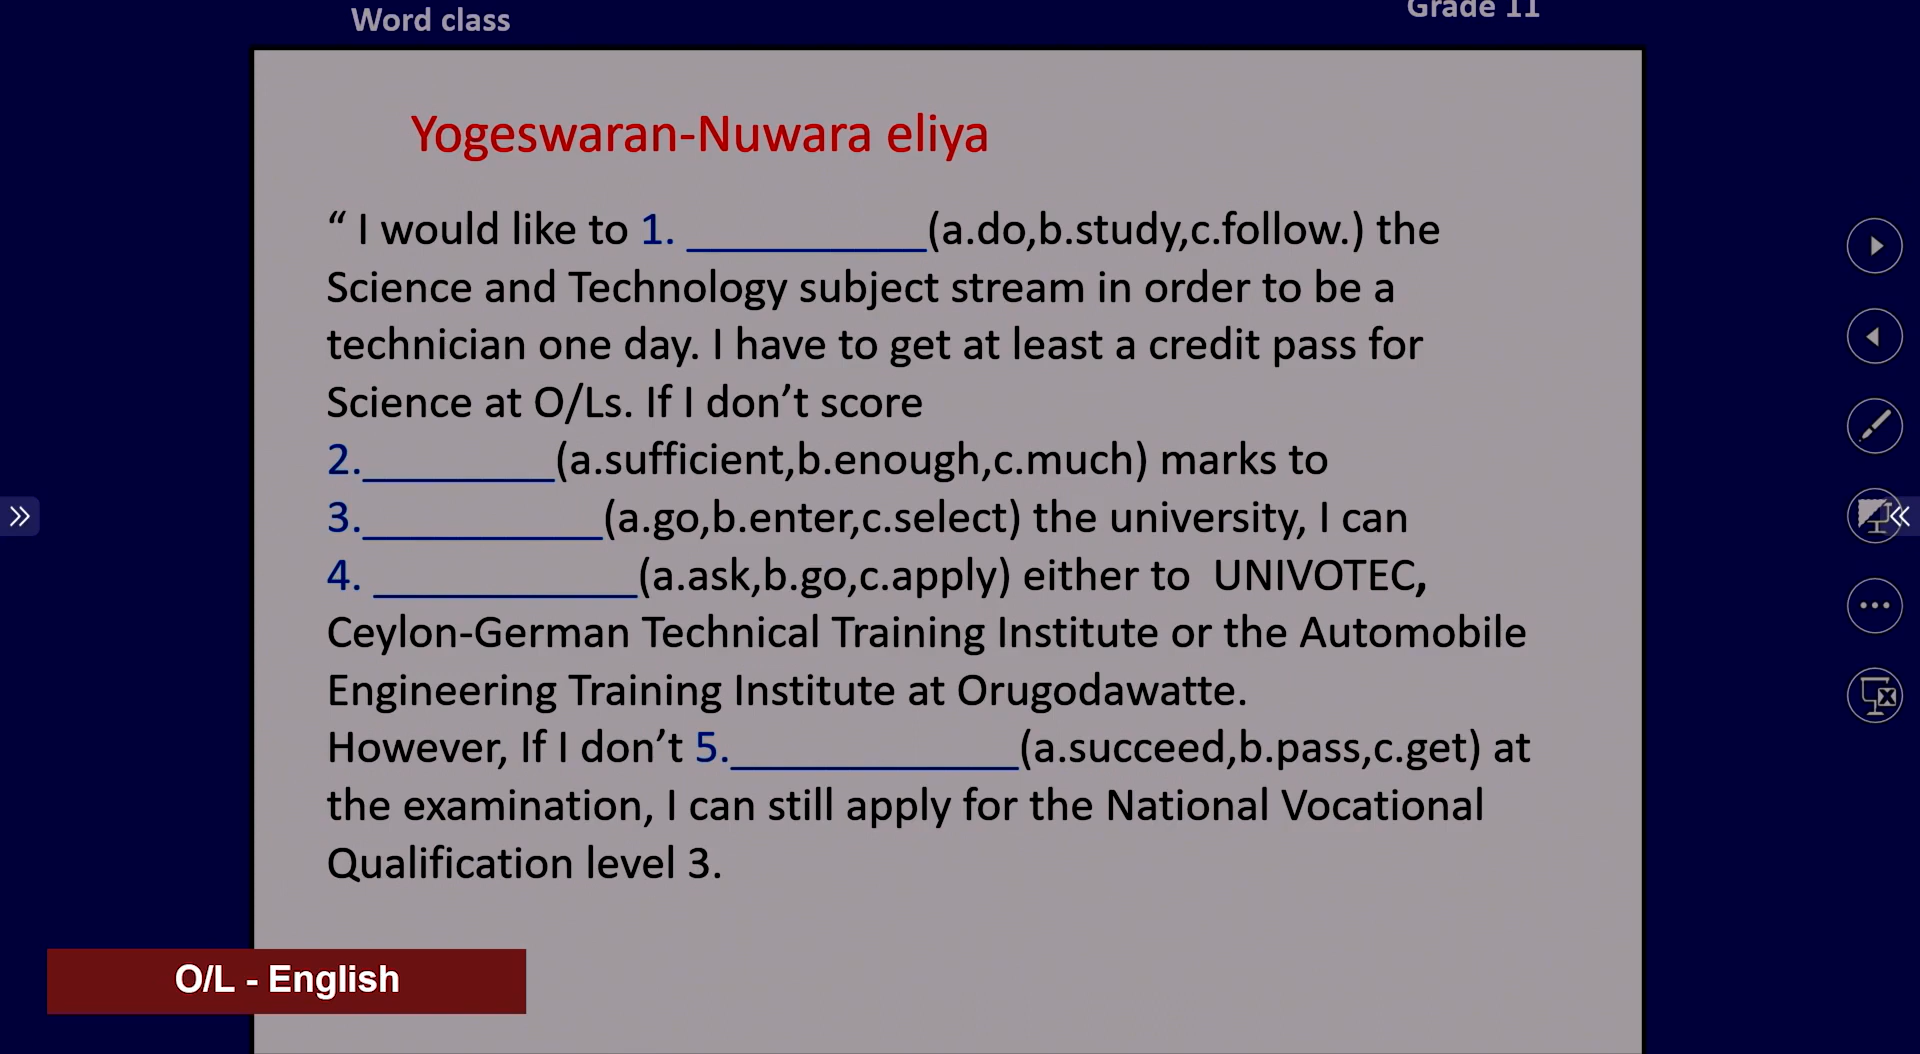 Word class
Grade 11
Yogeswaran-Nuwara eliya
“ I would like to 1. __________(a.do,b.study,c.follow.) the
Science and Technology subject stream in order to be a
technician one day. I have to get at least a credit pass for
Science at O/Ls. If I don’t score
2.________(a.sufficient,b.enough,c.much) marks to
3.__________(a.go,b.enter,c.select) the university, I can
4. ___________(a.ask,b.go,c.apply) either to  UNIVOTEC,
Ceylon-German Technical Training Institute or the Automobile
Engineering Training Institute at Orugodawatte.
However, If I don’t 5.____________(a.succeed,b.pass,c.get) at
the examination, I can still apply for the National Vocational
Qualification level 3.
O/L - English